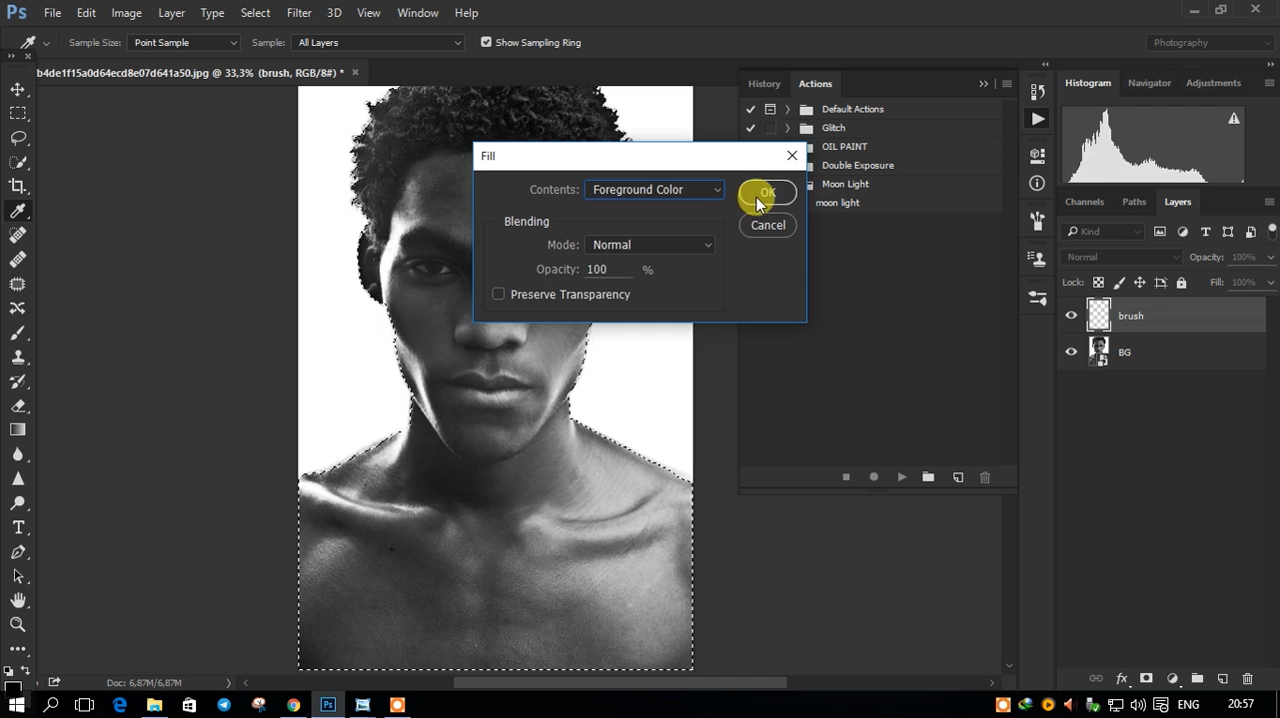 Ps File Edit Image Layer Type Select Filter 3D View Window Help
Sample Size: Point Sample Sample: All Layers Show Sampling Ring Photography
b4de1f15a0d64ecd8e07d641a50.jpg @ 33,3% (brush, RGB/8#) *
History Actions
Default Actions
Glitch
OIL PAINT
Double Exposure
Moon Light
moon light
Fill
Contents: Foreground Color
OK
Blending
Cancel
Mode: Normal
Opacity: 100 %
Preserve Transparency
Histogram Navigator Adjustments
Channels Paths Layers
Kind
Normal Opacity: 100%
Lock: Fill: 100%
brush
BG
Doc: 6,87M/6,87M
Ps ENG 20:57